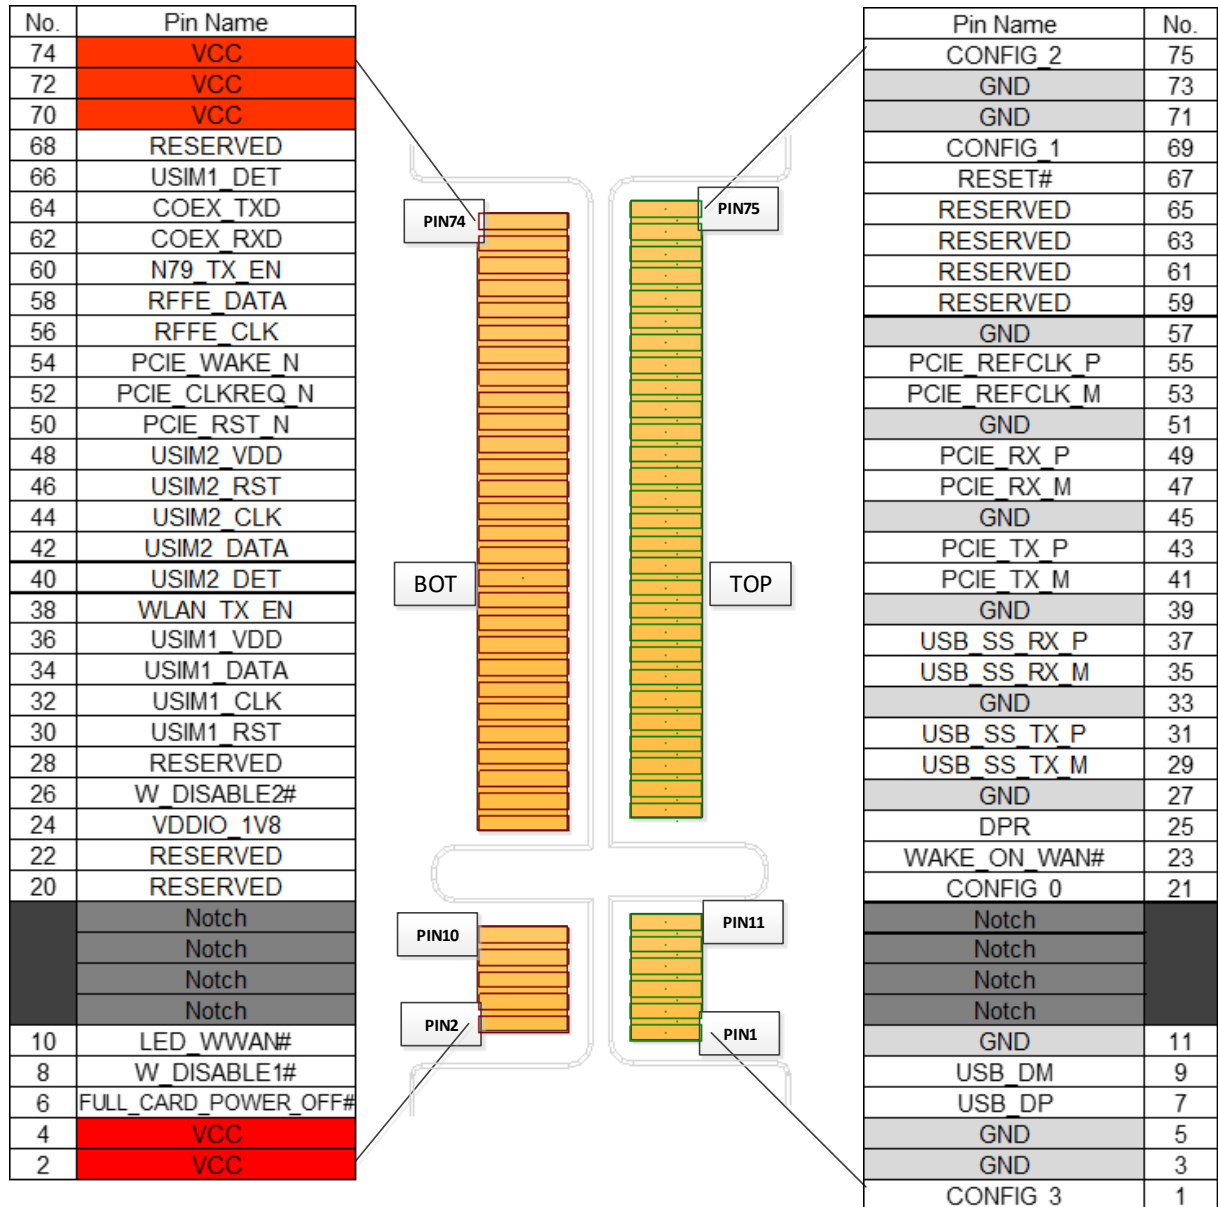 No. Pin Name
74 VCC
72 VCC
70 VCC
68 RESERVED
66 USIM1_DET
64 COEX_TXD
62 COEX_RXD
60 N79_TX_EN
58 RFFE_DATA
56 RFFE_CLK
54 PCIE_WAKE_N
52 PCIE_CLKREQ_N
50 PCIE_RST_N
48 USIM2_VDD
46 USIM2_RST
44 USIM2_CLK
42 USIM2_DATA
40 USIM2_DET
38 WLAN_TX_EN
36 USIM1_VDD
34 USIM1_DATA
32 USIM1_CLK
30 USIM1_RST
28 RESERVED
26 W_DISABLE2#
24 VDDIO_1V8
22 RESERVED
20 RESERVED
Notch
Notch
Notch
Notch
10 LED_WWAN#
8 W_DISABLE1#
6 FULL_CARD_POWER_OFF#
4 VCC
2 VCC
PIN74
BOT
PIN10
PIN2
PIN75
TOP
PIN11
PIN1
Pin Name No.
CONFIG_2 75
GND 73
GND 71
CONFIG_1 69
RESET# 67
RESERVED 65
RESERVED 63
RESERVED 61
RESERVED 59
GND 57
PCIE_REFCLK_P 55
PCIE_REFCLK_M 53
GND 51
PCIE_RX_P 49
PCIE_RX_M 47
GND 45
PCIE_TX_P 43
PCIE_TX_M 41
GND 39
USB_SS_RX_P 37
USB_SS_RX_M 35
GND 33
USB_SS_TX_P 31
USB_SS_TX_M 29
GND 27
DPR 25
WAKE_ON_WAN# 23
CONFIG_0 21
Notch
Notch
Notch
Notch
GND 11
USB_DM 9
USB_DP 7
GND 5
GND 3
CONFIG_3 1